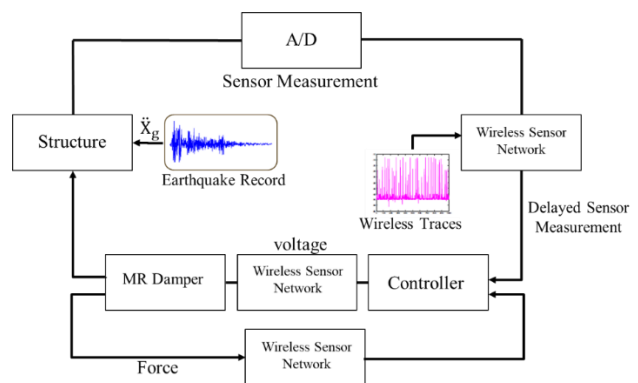 A/D
Sensor Measurement
Structure
Ẍg
Earthquake Record
Wireless Sensor
Network
Wireless Traces
Delayed Sensor
Measurement
voltage
MR Damper
Wireless Sensor
Network
Controller
Force
Wireless Sensor
Network